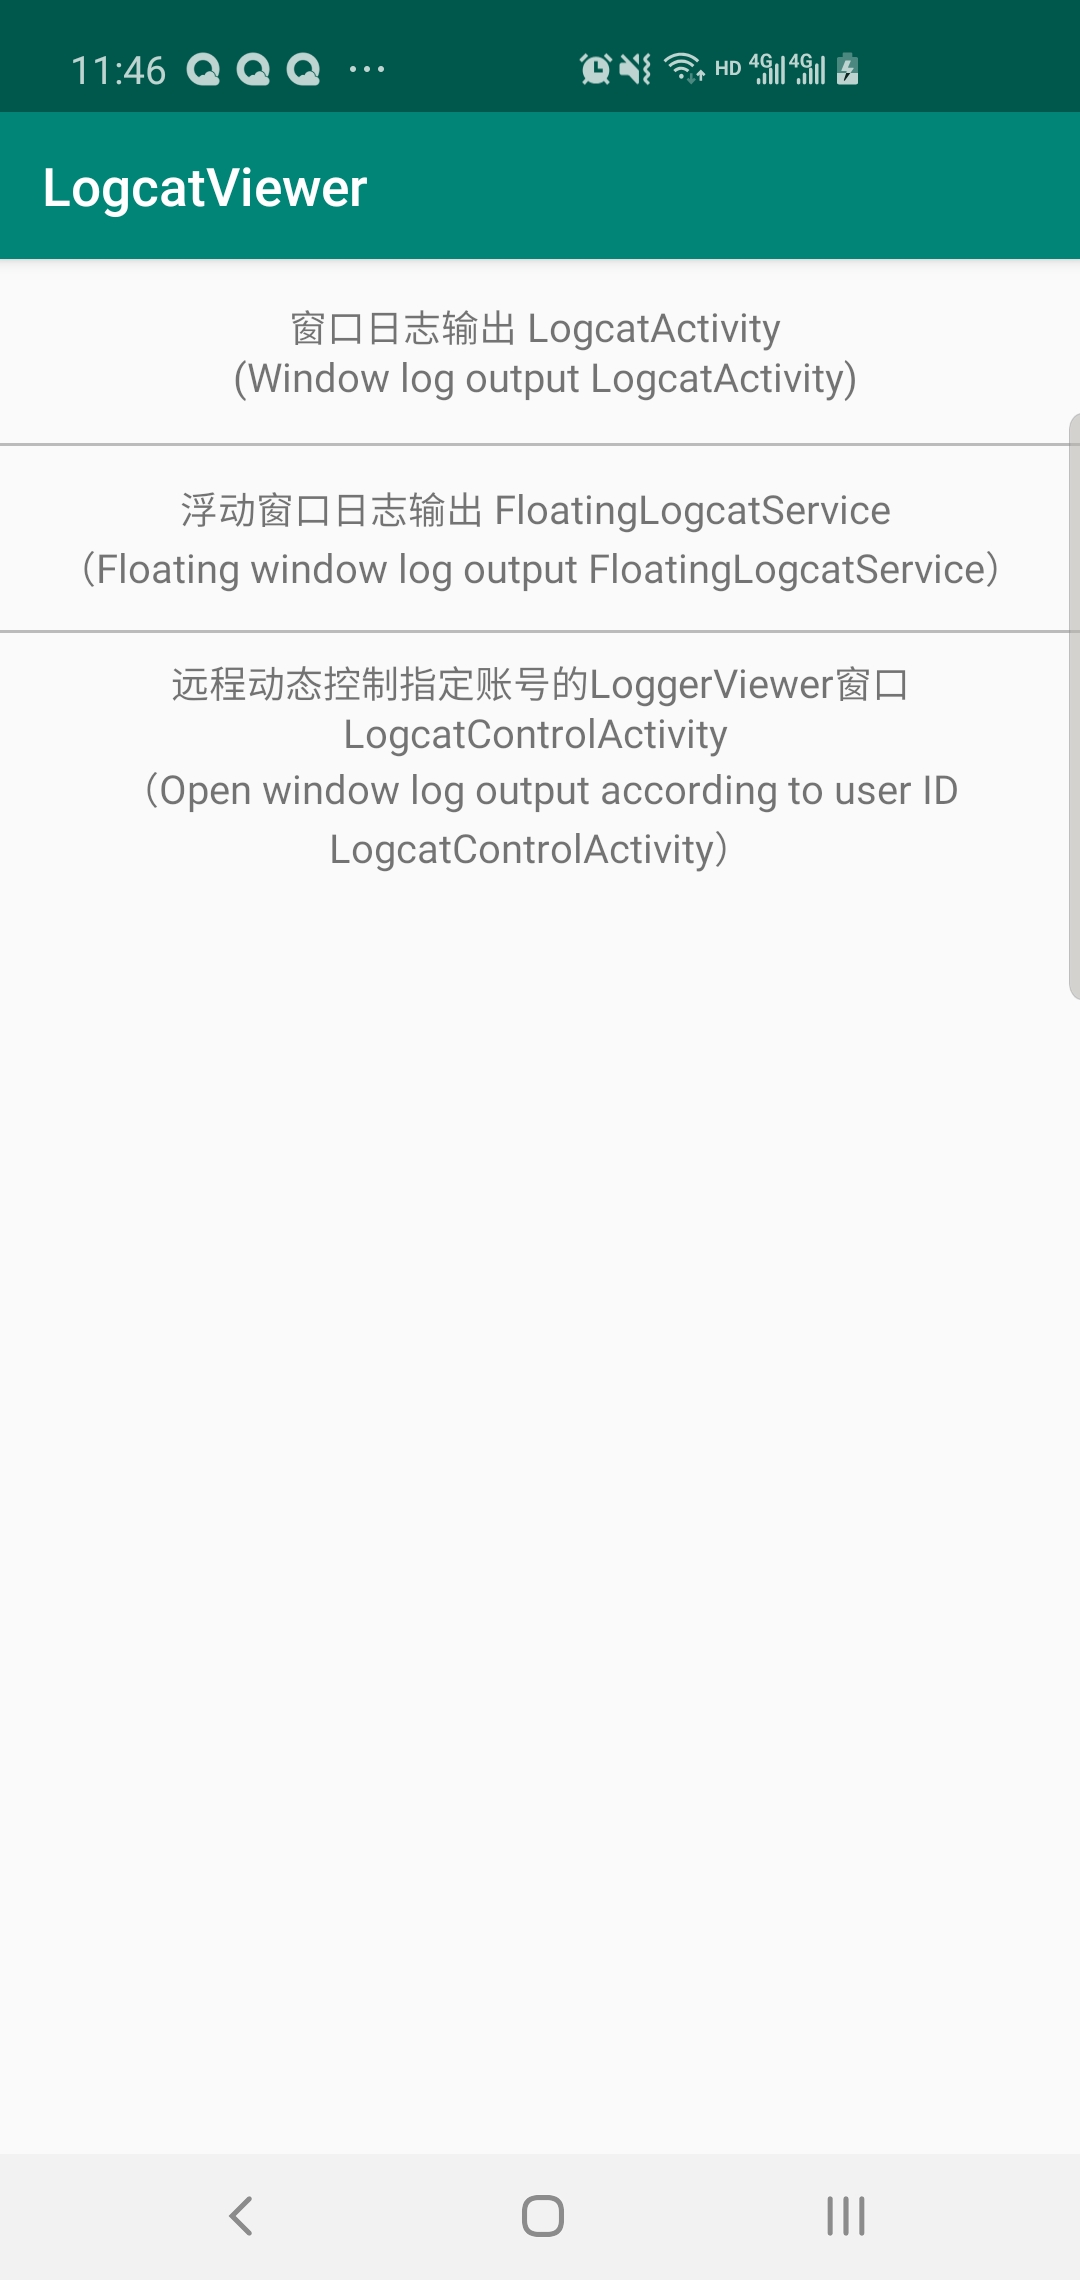 11:46
HD 4G 4G
LogcatViewer
窗口日志输出 LogcatActivity
(Window log output LogcatActivity)
浮动窗口日志输出 FloatingLogcatService
（Floating window log output FloatingLogcatService）
远程动态控制指定账号的LoggerViewer窗口
LogcatControlActivity
（Open window log output according to user ID
LogcatControlActivity）